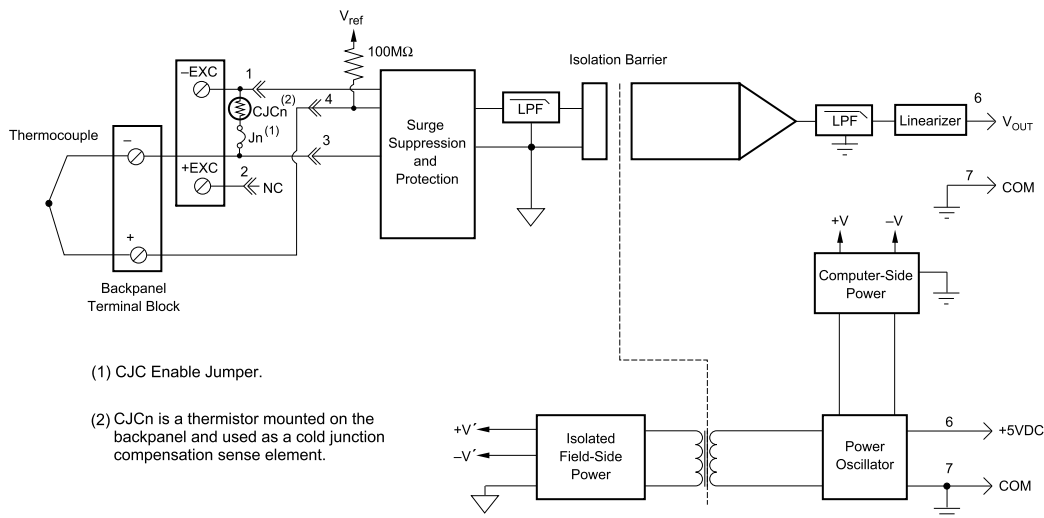 V_ref
100MΩ
Isolation Barrier
–EXC
1
CJCn (2)
4
Jn (1)
3
Thermocouple
–
+EXC
2
NC
+
Surge
Suppression
and
Protection
LPF
LPF
Linearizer
6
V_OUT
7
COM
Backpanel
Terminal Block
+V
–V
Computer-Side
Power
(1) CJC Enable Jumper.
(2) CJCn is a thermistor mounted on the
backpanel and used as a cold junction
compensation sense element.
+V´
–V´
Isolated
Field-Side
Power
Power
Oscillator
6
+5VDC
7
COM